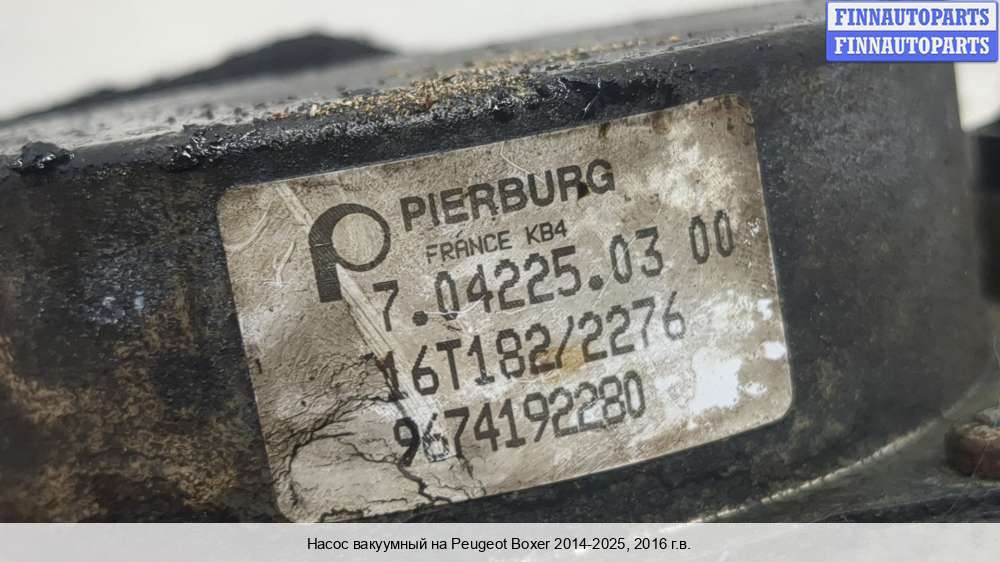 FINNAUTOPARTS
FINNAUTOPARTS
PIERBURG
FRANCE KB4
7.04225.03 00
16T182/2276
9674192280
Насос вакуумный на Peugeot Boxer 2014-2025, 2016 г.в.